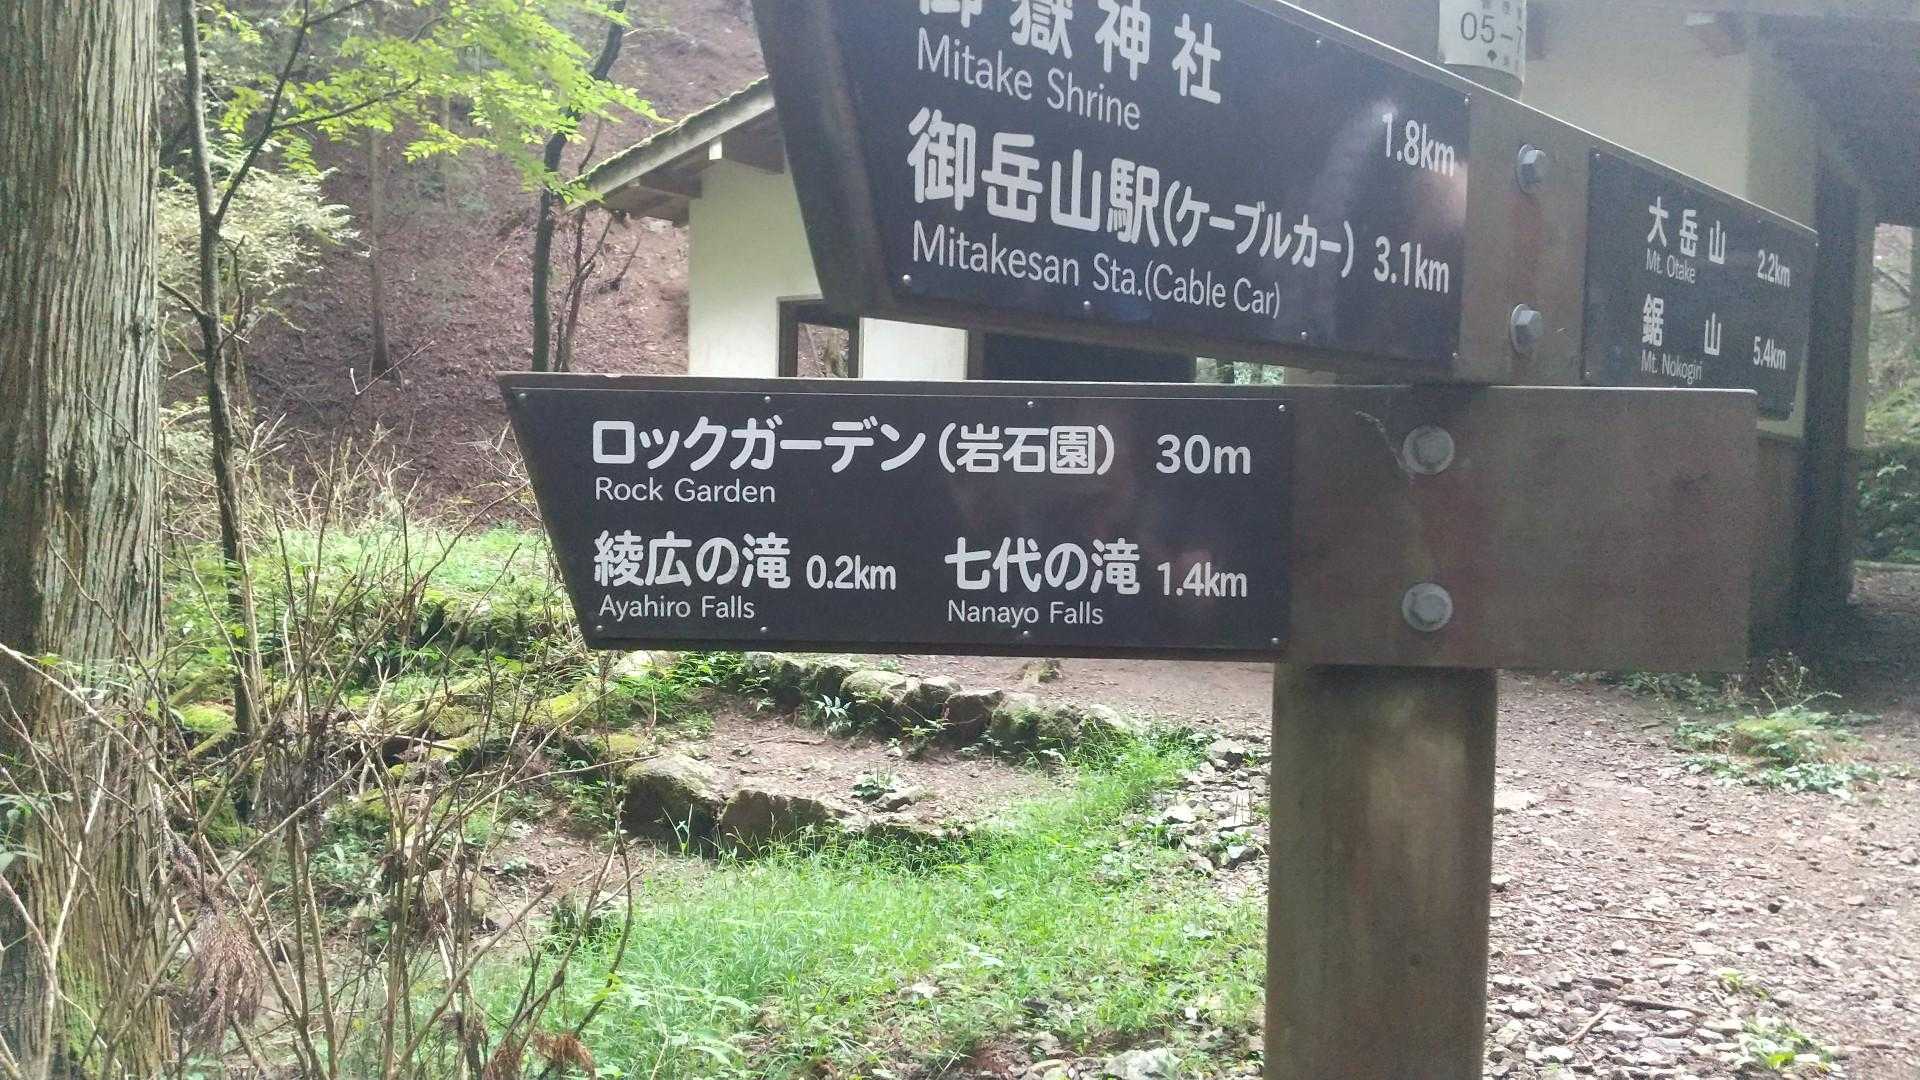 御嶽神社 1.8km
Mitake Shrine
御岳山駅(ケーブルカー) 3.1km
Mitakesan Sta.(Cable Car)
大岳山 2.2km
Mt. Otake
鋸山 5.4km
Mt. Nokogiri
ロックガーデン(岩石園) 30m
Rock Garden
綾広の滝 0.2km 七代の滝 1.4km
Ayahiro Falls Nanayo Falls
05-7